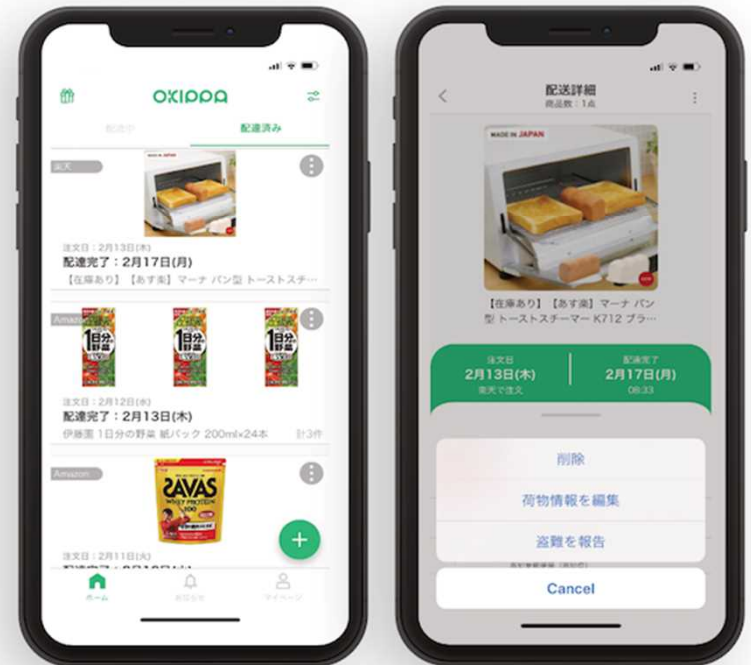 OKIPPA
配達中
配達済み
楽天
MADE IN JAPAN
注文日：2月13日(木)
配達完了：2月17日(月)
【在庫あり】【あす楽】マーナ パン型 トーストスチ…
Amazon
1日分
野菜
1日分
野菜
1日分
野菜
注文日：2月12日(水)
配達完了：2月13日(木)
伊藤園 1日分の野菜 紙パック 200ml×24本
計3件
Amazon
SAVAS
WHEY PROTEIN
100
注文日：2月11日(火)
ホーム
お知らせ
マイページ
配送詳細
商品数：1点
MADE IN JAPAN
【在庫あり】【あす楽】マーナ パン
型 トーストスチーマー K712 ブラ…
注文日
2月13日(木)
楽天で注文
配達完了
2月17日(月)
08:33
削除
荷物情報を編集
盗難を報告
Cancel